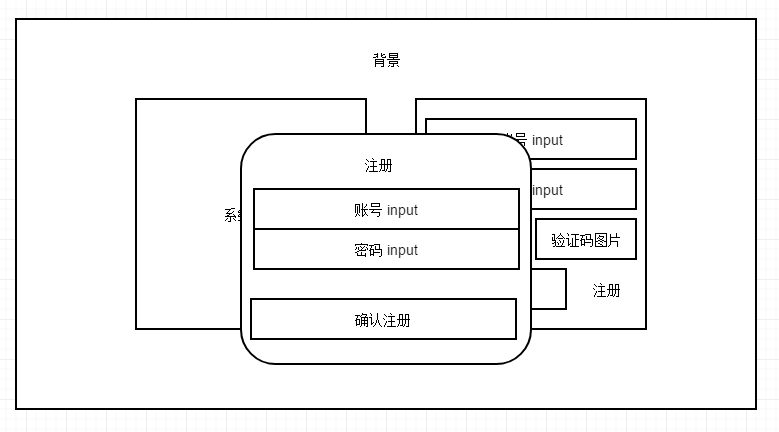 背景
号 input
注册
input
账号 input
系
验证码图片
密码 input
注册
确认注册